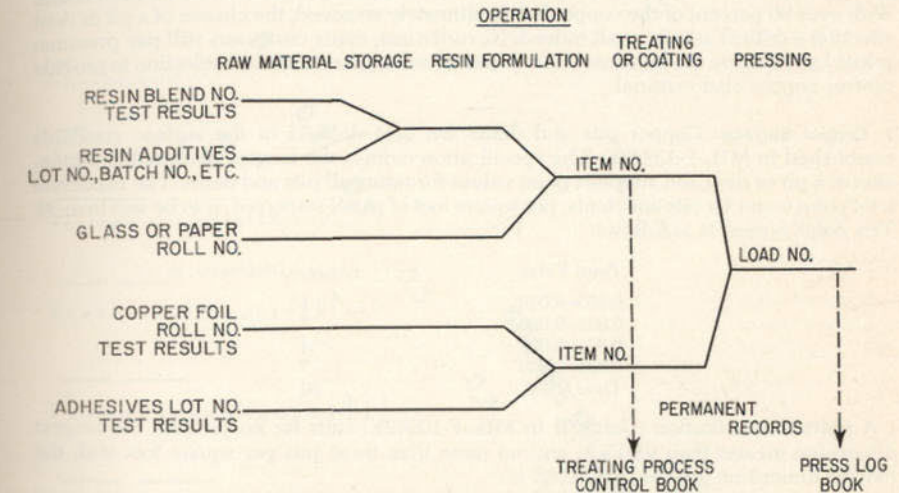 OPERATION
RAW MATERIAL STORAGE RESIN FORMULATION TREATING OR COATING PRESSING
RESIN BLEND NO.
TEST RESULTS
RESIN ADDITIVES
LOT NO., BATCH NO., ETC.
ITEM NO.
GLASS OR PAPER
ROLL NO.
LOAD NO.
COPPER FOIL
ROLL NO.
TEST RESULTS
ITEM NO.
ADHESIVES LOT NO.
TEST RESULTS
PERMANENT
RECORDS
TREATING PROCESS
CONTROL BOOK
PRESS LOG
BOOK